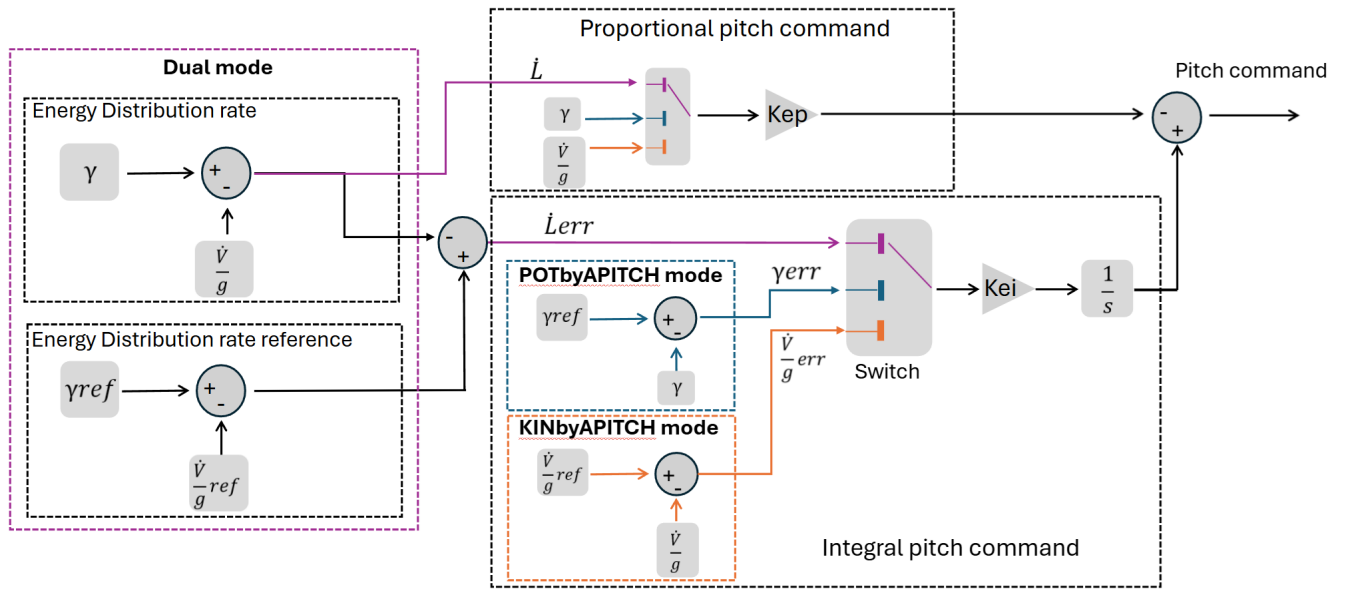 Proportional pitch command
Dual mode
L̇
Pitch command
Energy Distribution rate
γ
+
-
V̇
g
γ
V̇
g
Kep
-
+
-
+
L̇err
POTbyAPITCH mode
γref
+
-
γ
γerr
Kei
1
s
V̇
g
err
Switch
Energy Distribution rate reference
γref
+
-
V̇
g
ref
KINbyAPITCH mode
V̇
g
ref
+
-
V̇
g
Integral pitch command